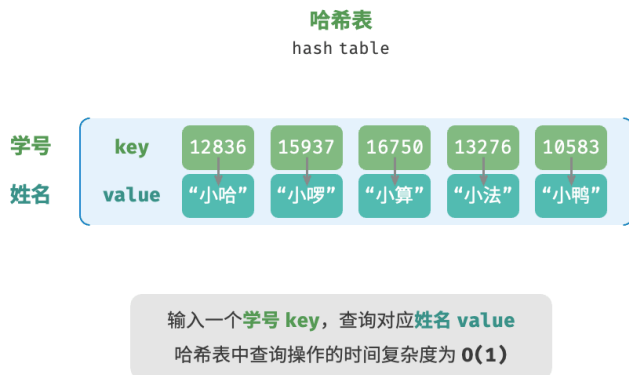 哈希表
hash table
学号 key 12836 15937 16750 13276 10583
姓名 value “小哈” “小啰” “小算” “小法” “小鸭”
输入一个学号 key，查询对应姓名 value
哈希表中查询操作的时间复杂度为 O(1)